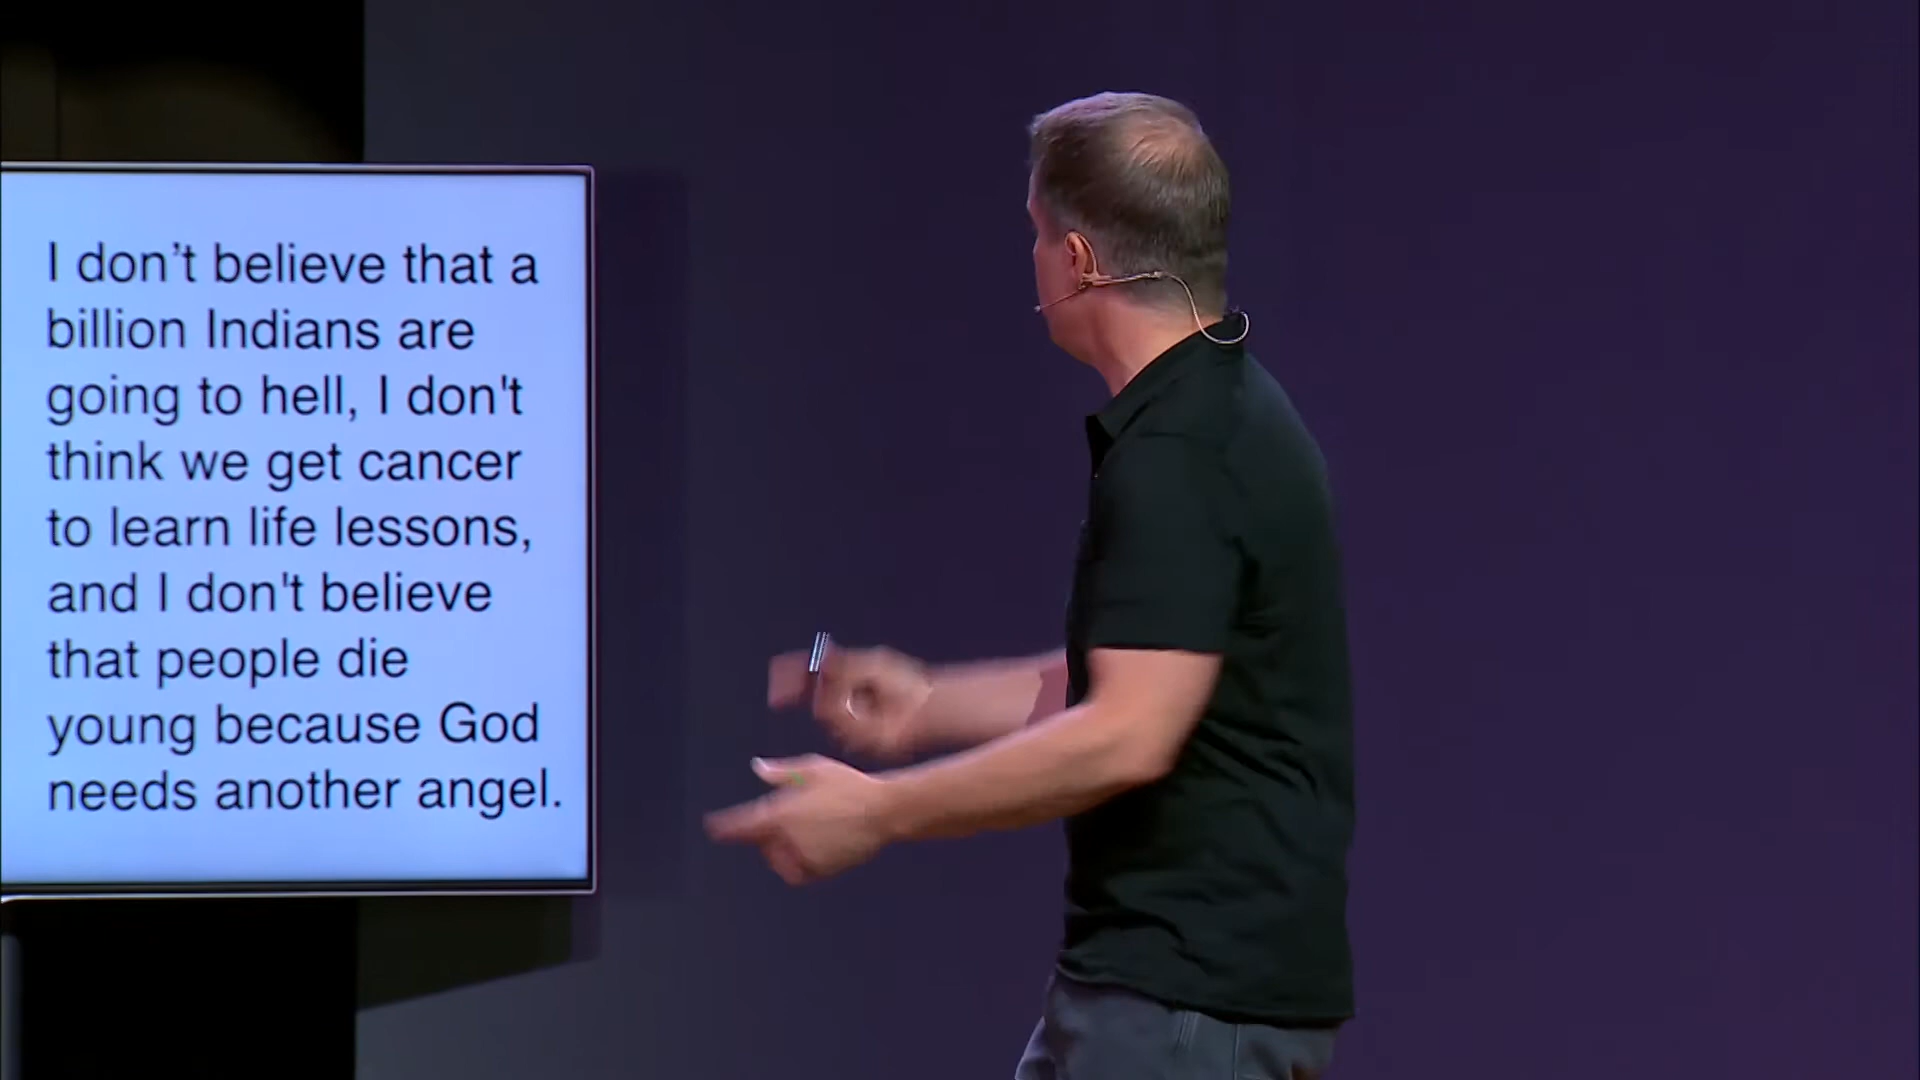 I don’t believe that a
billion Indians are
going to hell, I don't
think we get cancer
to learn life lessons,
and I don't believe
that people die
young because God
needs another angel.